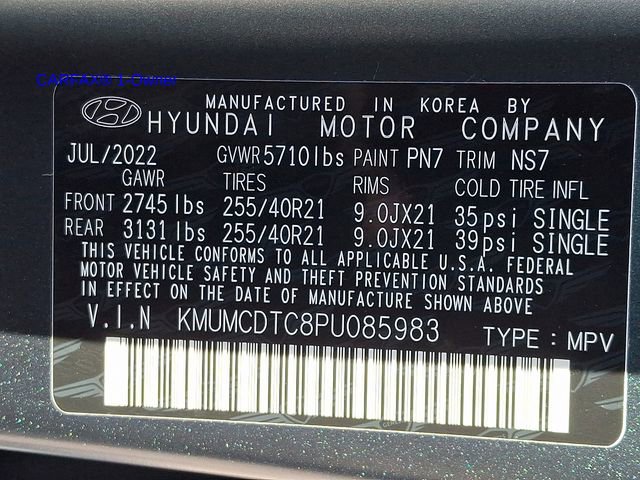 CARFAX® 1-Owner
MANUFACTURED IN KOREA BY
HYUNDAI MOTOR COMPANY
JUL/2022 GVWR 5710lbs PAINT PN7 TRIM NS7
GAWR TIRES RIMS COLD TIRE INFL
FRONT 2745lbs 255/40R21 9.0JX21 35psi SINGLE
REAR 3131lbs 255/40R21 9.0JX21 39psi SINGLE
THIS VEHICLE CONFORMS TO ALL APPLICABLE U.S.A. FEDERAL
MOTOR VEHICLE SAFETY AND THEFT PREVENTION STANDARDS
IN EFFECT ON THE DATE OF MANUFACTURE SHOWN ABOVE
V.I.N KMUMCDTC8PU085983 TYPE : MPV